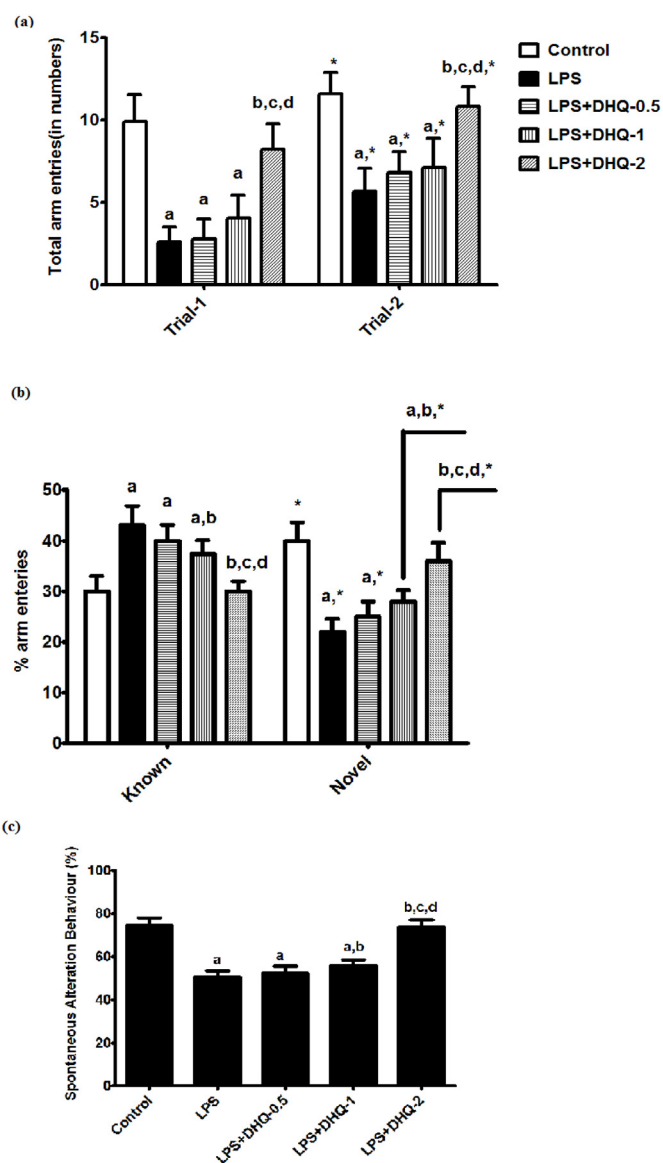 (a)
Total arm entries(in numbers)
15
10
5
0
*
b,c,d,*
b,c,d
a,* a,* a,*
a a a
Trial-1
Trial-2
Control
LPS
LPS+DHQ-0.5
LPS+DHQ-1
LPS+DHQ-2
(b)
% arm enteries
50
40
30
20
10
0
a,b,*
b,c,d,*
a
a
a,b
b,c,d
*
a,*
a,*
Known
Novel
(c)
Spontaneous Alteration Behaviour (%)
100
80
60
40
20
0
a
a
a,b
b,c,d
Control
LPS
LPS+DHQ-0.5
LPS+DHQ-1
LPS+DHQ-2